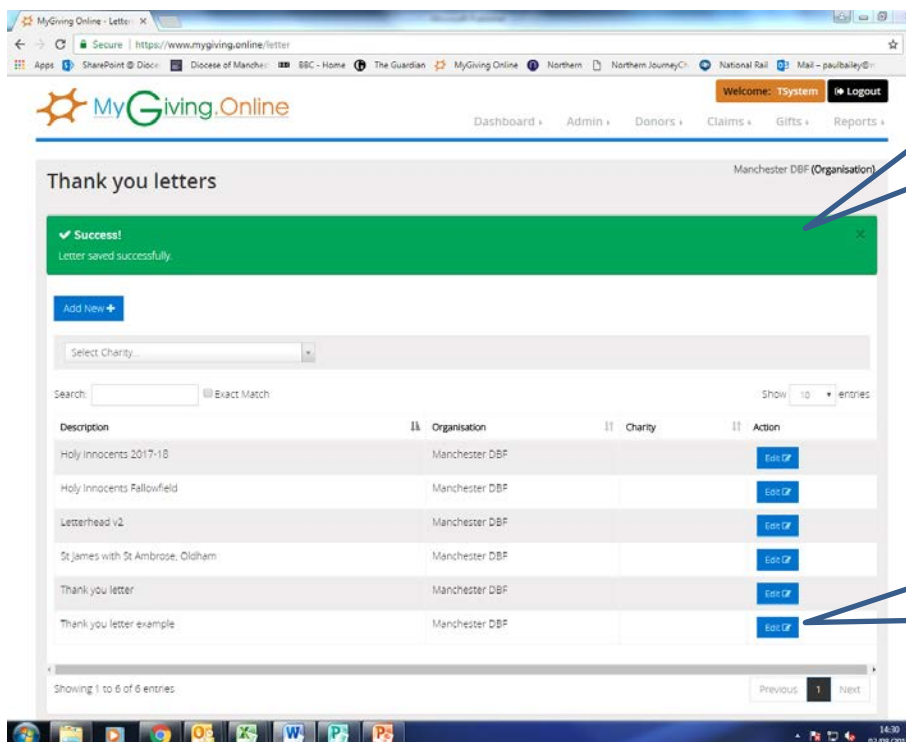 MyGiving Online - Lette
Secure | https://www.mygiving.online/letter
Apps SharePoint @ Dioce Diocese of Manches BBC - Home The Guardian MyGiving Online Northern Northern JourneyCh National Rail Mail – paulbailey@m
MyGiving.Online
Welcome: TSystem Logout
Dashboard Admin Donors Claims Gifts Reports
Thank you letters
Manchester DBF (Organisation)
Success!
Letter saved successfully.
Add New
Select Charity...
Search: Exact Match Show 10 entries
Description Organisation Charity Action
Holy Innocents 2017-18 Manchester DBF Edit
Holy Innocents Fallowfield Manchester DBF Edit
Letterhead v2 Manchester DBF Edit
St James with St Ambrose, Oldham Manchester DBF Edit
Thank you letter Manchester DBF Edit
Thank you letter example Manchester DBF Edit
Showing 1 to 6 of 6 entries
Previous 1 Next
14:30